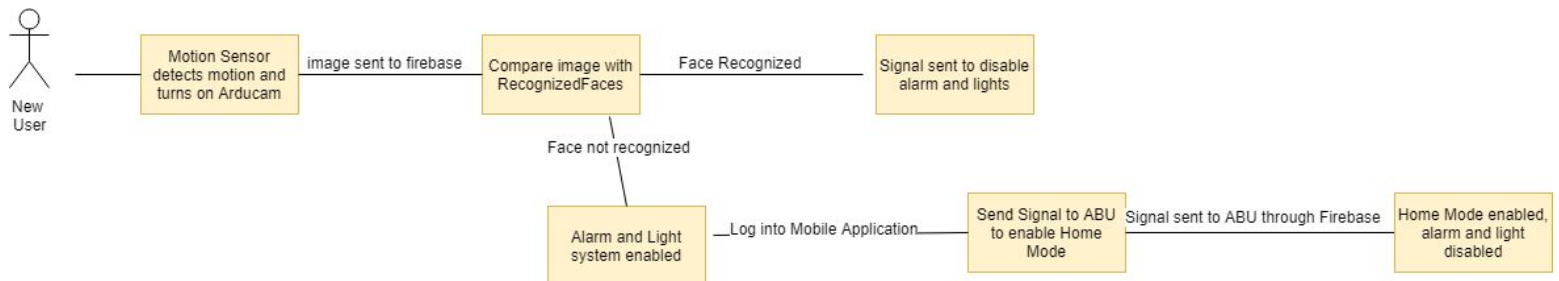 New
User
Motion Sensor
detects motion and
turns on Arducam
image sent to firebase
Compare image with
RecognizedFaces
Face Recognized
Signal sent to disable
alarm and lights
Face not recognized
Alarm and Light
system enabled
Log into Mobile Application
Send Signal to ABU
to enable Home
Mode
Signal sent to ABU through Firebase
Home Mode enabled,
alarm and light
disabled